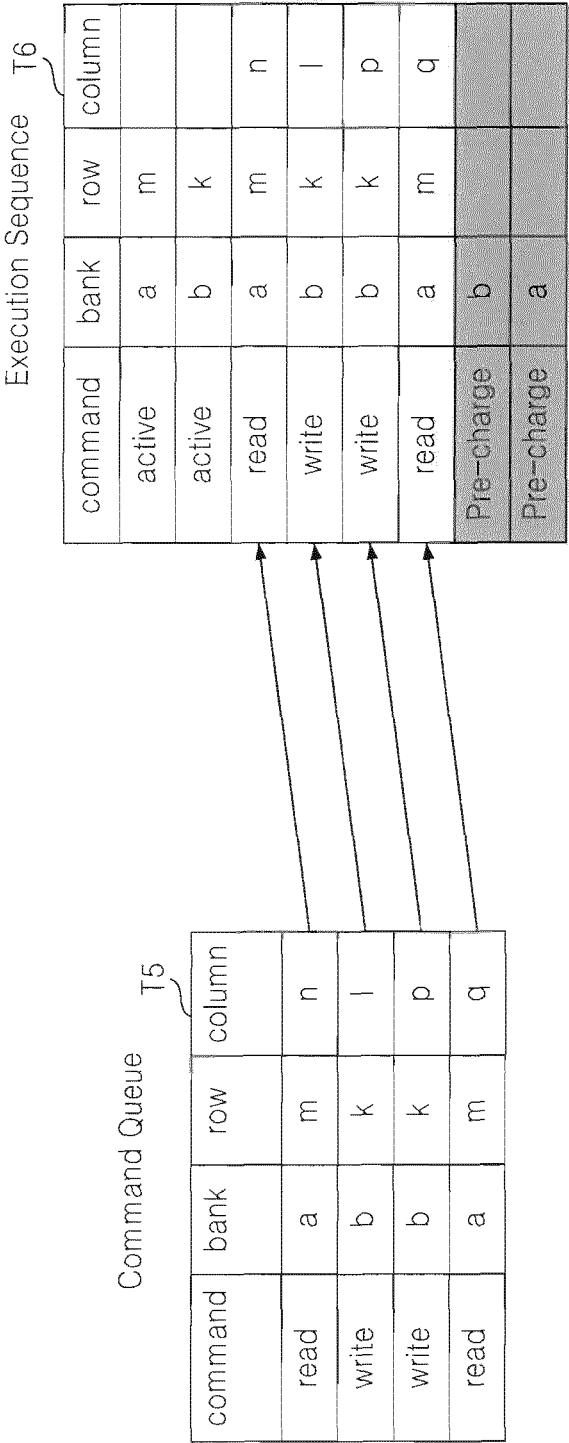 Command Queue
T5
command bank row column
read a m n
write b k l
write b k p
read a m q
Execution Sequence
T6
command bank row column
active a m
active b k
read a m n
write b k l
write b k p
read a m q
Pre-charge b
Pre-charge a